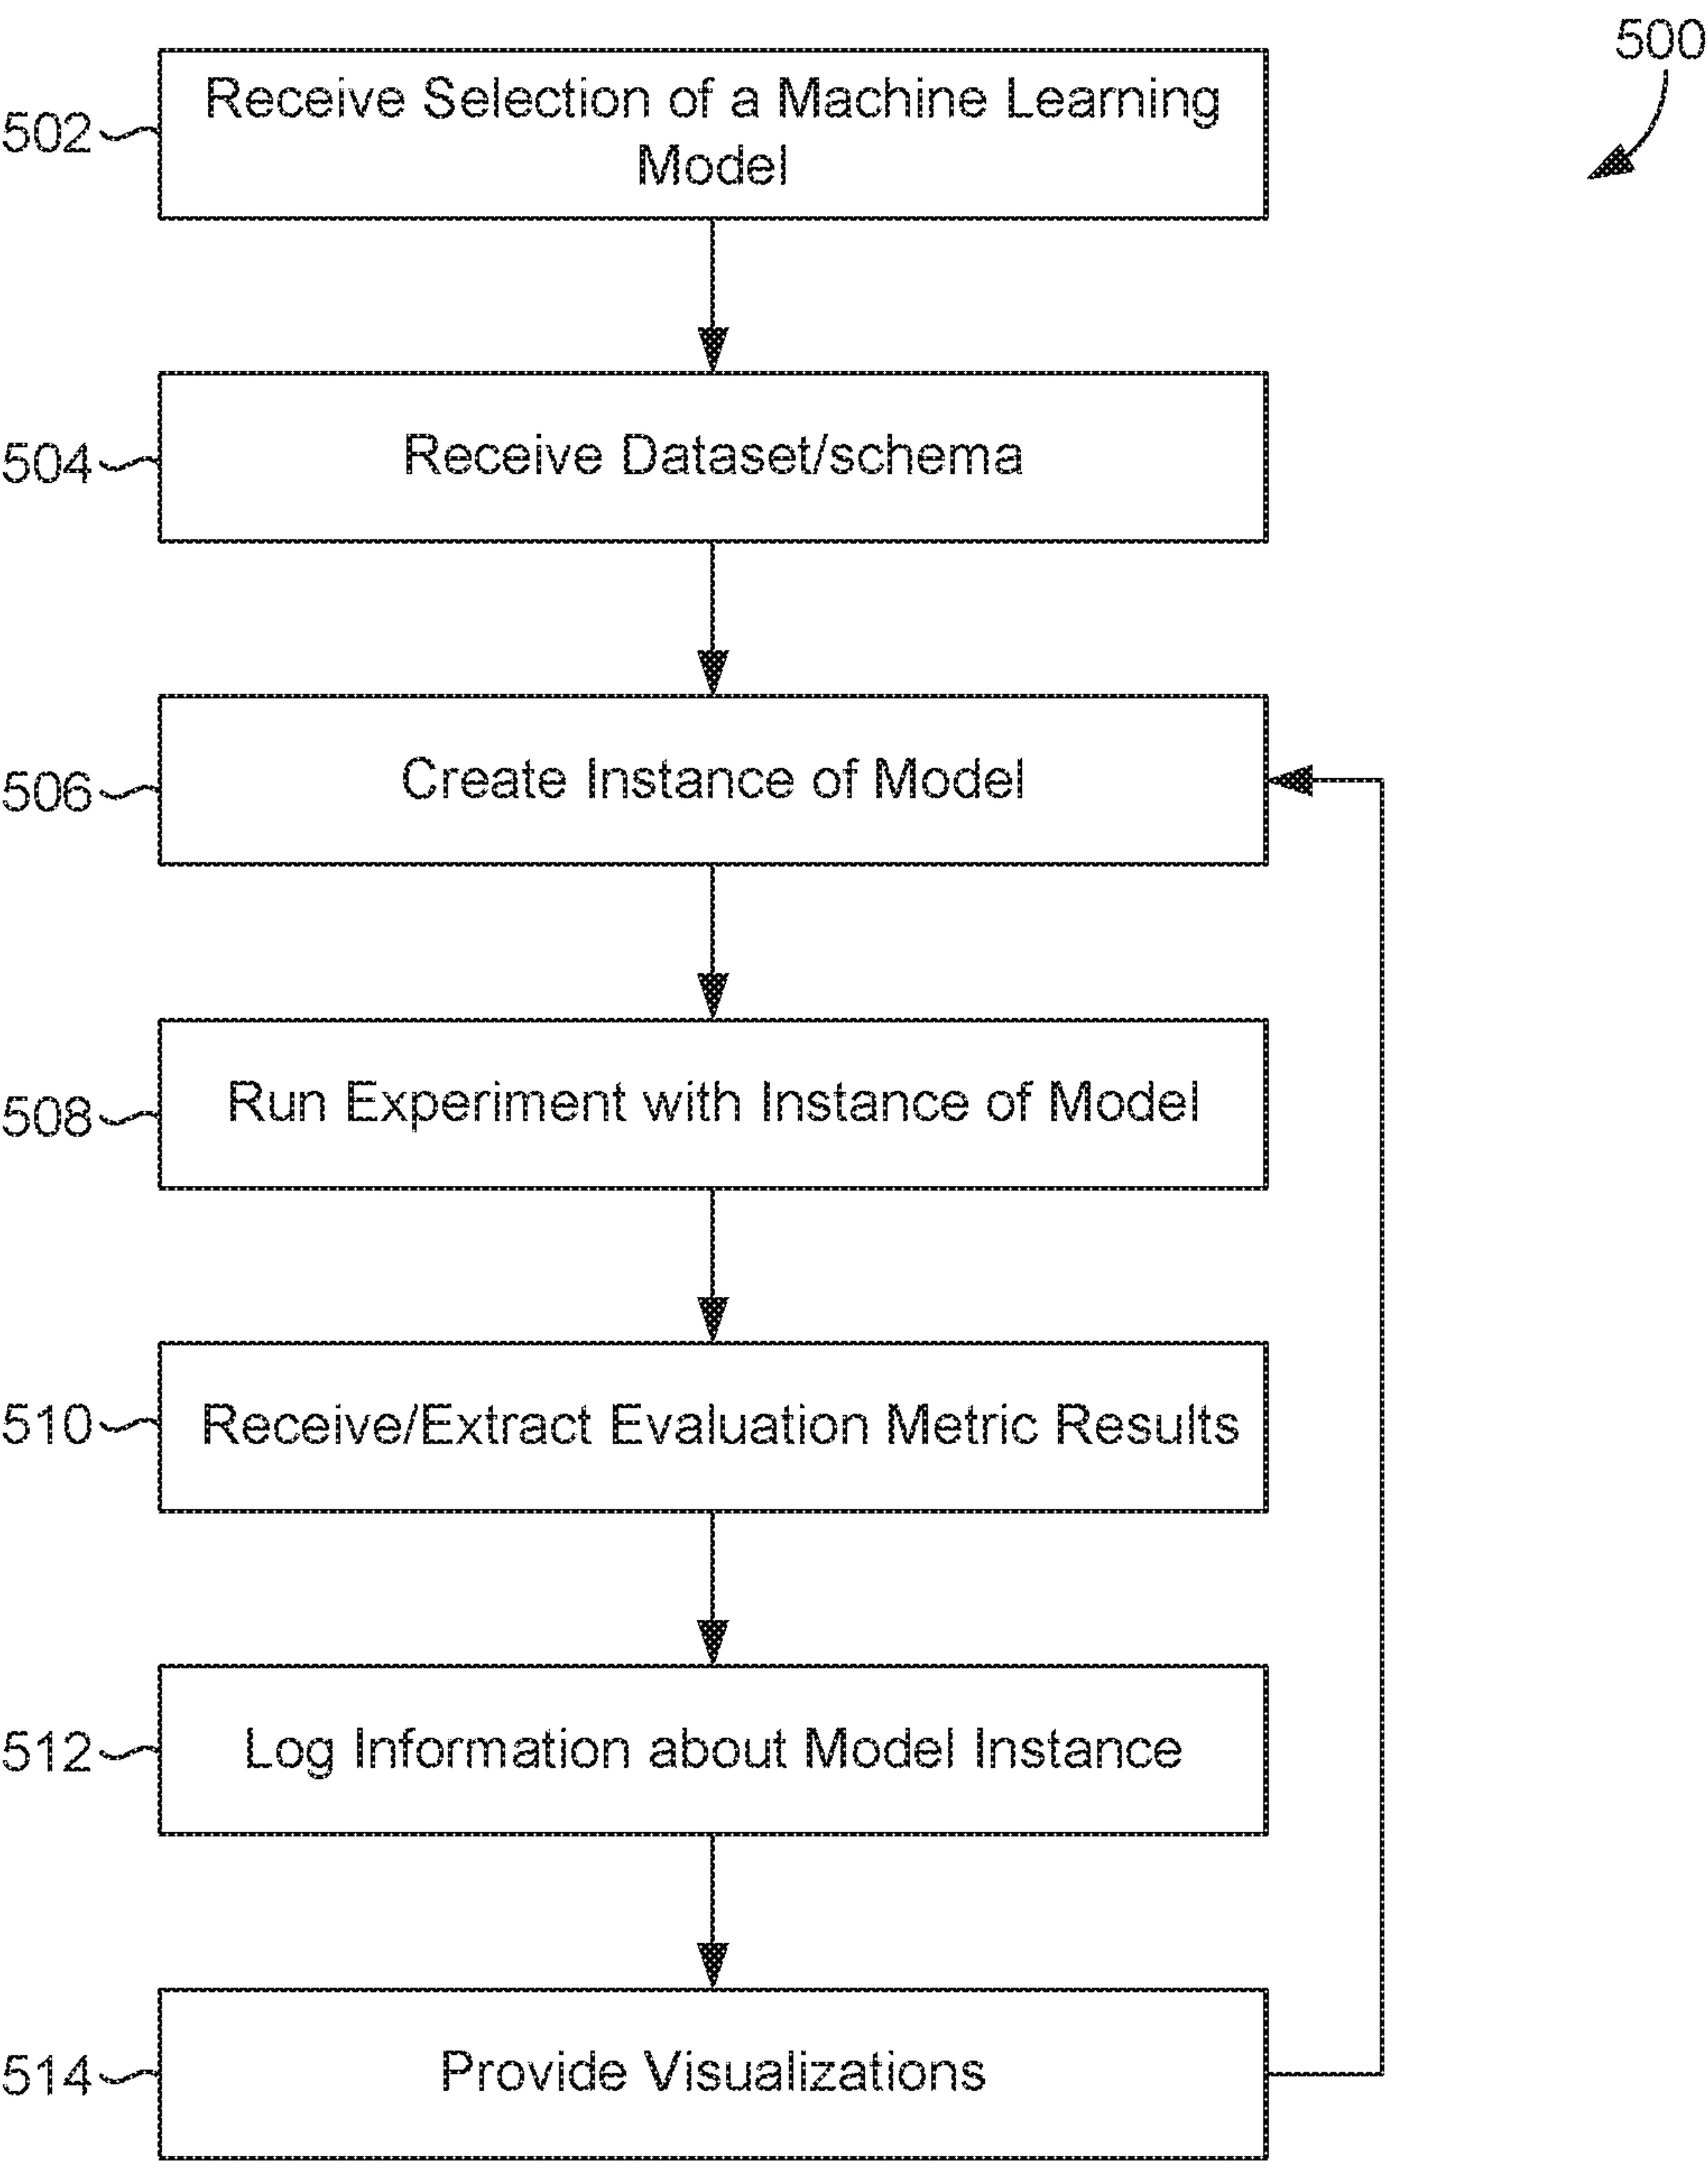 500
502
Receive Selection of a Machine Learning
Model
504
Receive Dataset/schema
506
Create Instance of Model
508
Run Experiment with Instance of Model
510
Receive/Extract Evaluation Metric Results
512
Log Information about Model Instance
514
Provide Visualizations